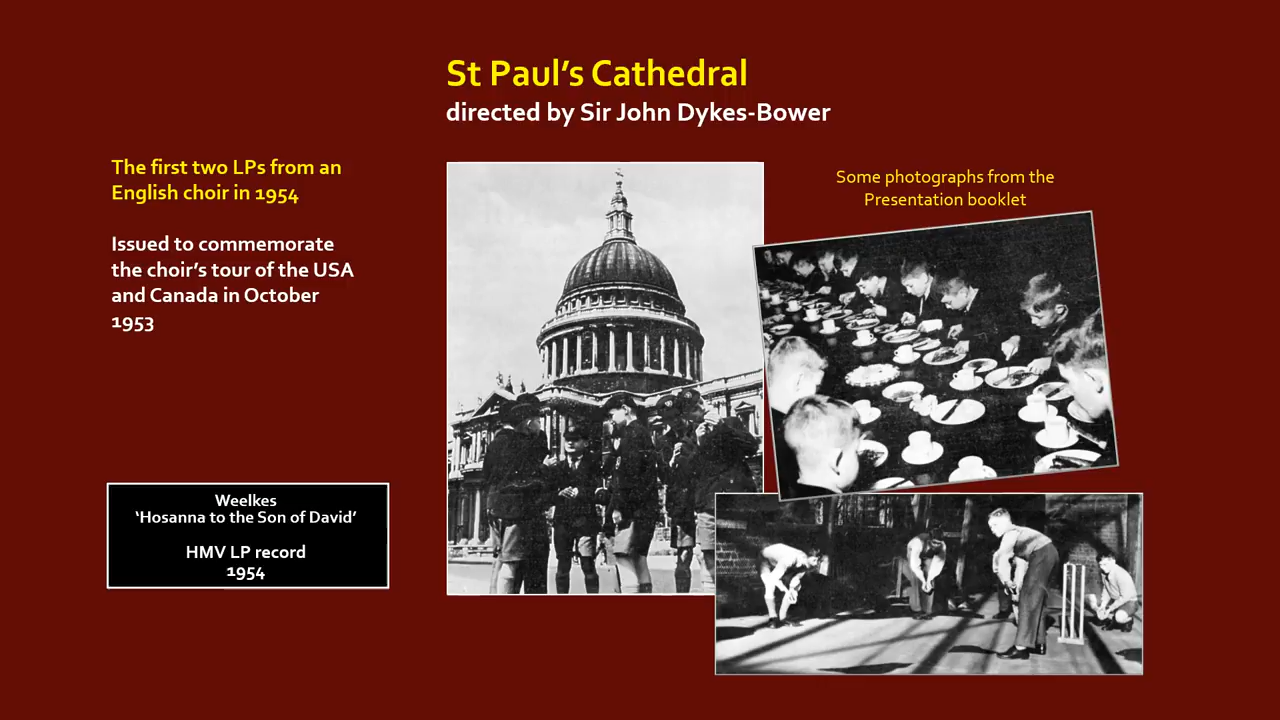 St Paul's Cathedral
directed by Sir John Dykes-Bower
The first two LPs from an
English choir in 1954
Issued to commemorate
the choir's tour of the USA
and Canada in October
1953
Some photographs from the
Presentation booklet
Weelkes
'Hosanna to the Son of David'
HMV LP record
1954